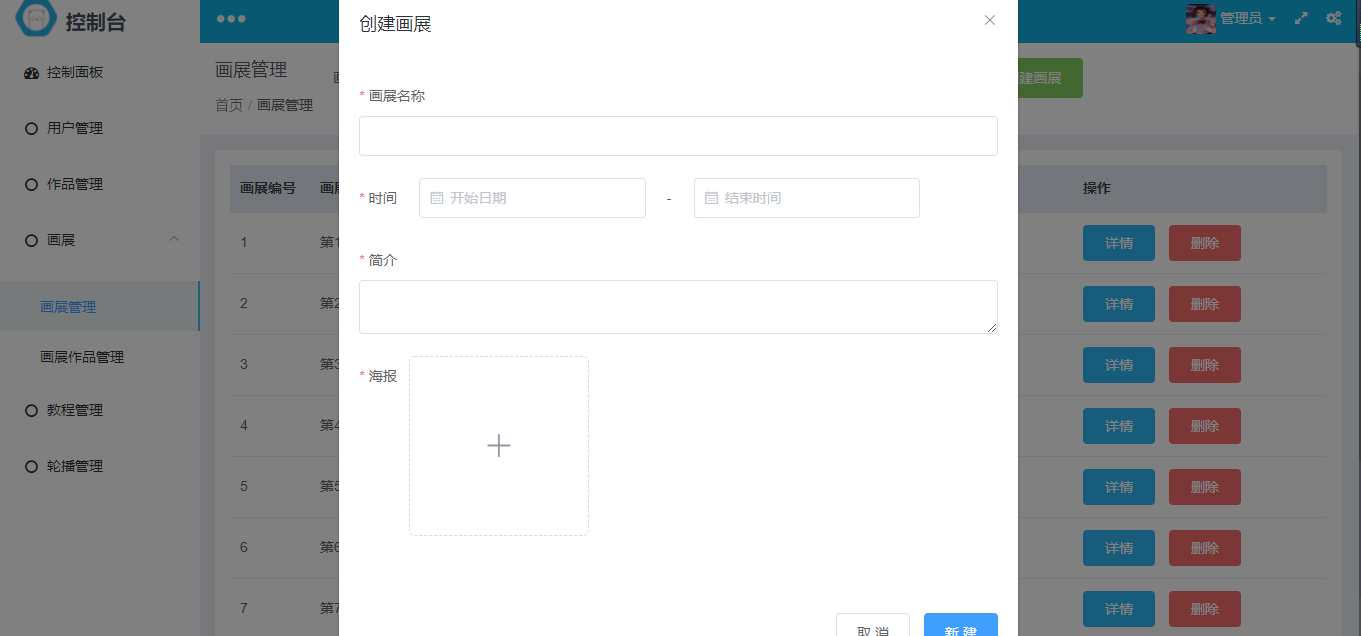 控制台
控制面板
用户管理
作品管理
画展
画展管理
画展作品管理
教程管理
轮播管理
管理员
画展管理
首页 / 画展管理
建画展
画展编号
操作
1 第1 详情 删除
2 第2 详情 删除
3 第3 详情 删除
4 第4 详情 删除
5 第5 详情 删除
6 第6 详情 删除
7 第7 详情 删除
创建画展
* 画展名称
* 时间 开始日期 - 结束时间
* 简介
* 海报
取消 新建